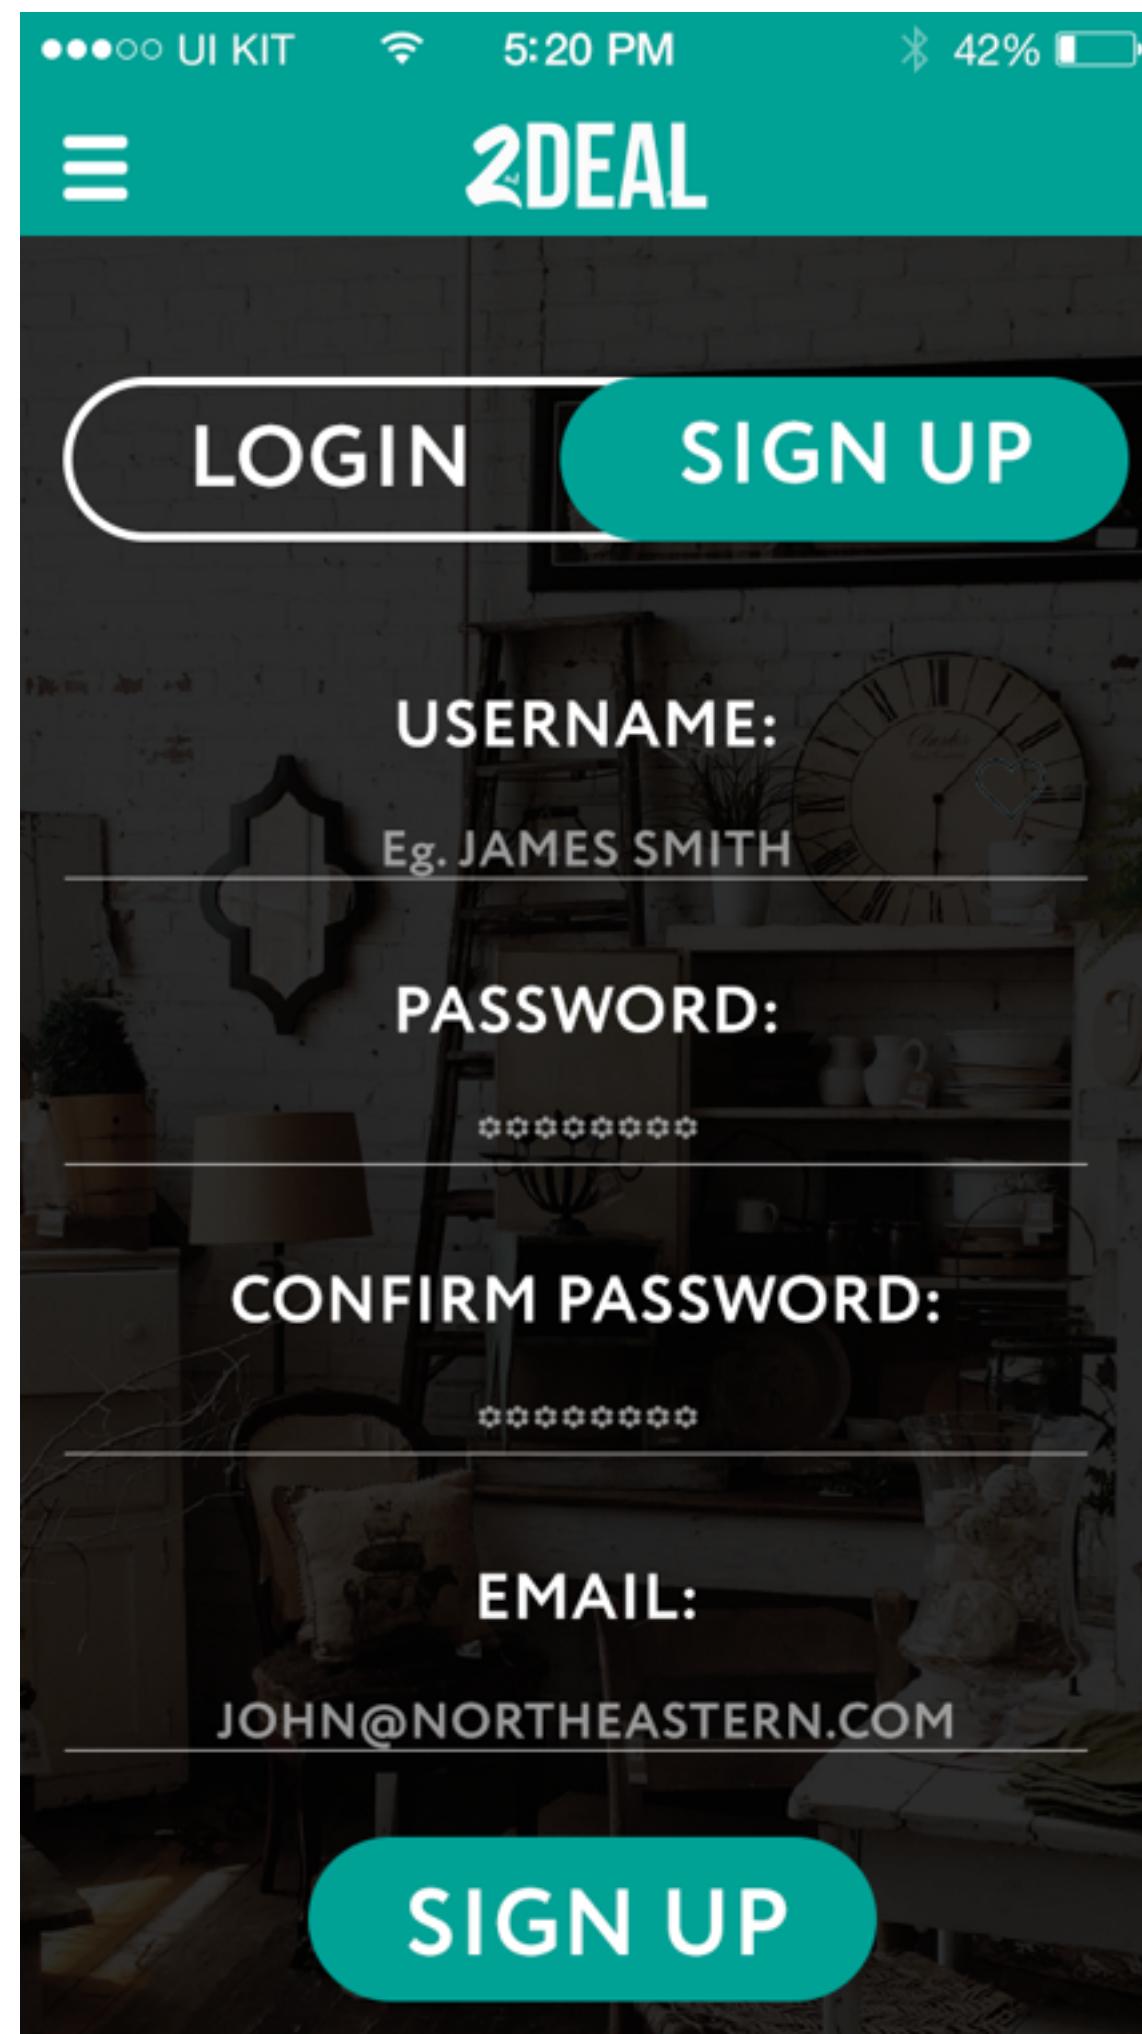 UI KIT 5:20 PM 42%
2DEAL
LOGIN SIGN UP
USERNAME:
Eg. JAMES SMITH
PASSWORD:
✩✩✩✩✩✩✩✩
CONFIRM PASSWORD:
✩✩✩✩✩✩✩✩
EMAIL:
JOHN@NORTHEASTERN.COM
SIGN UP